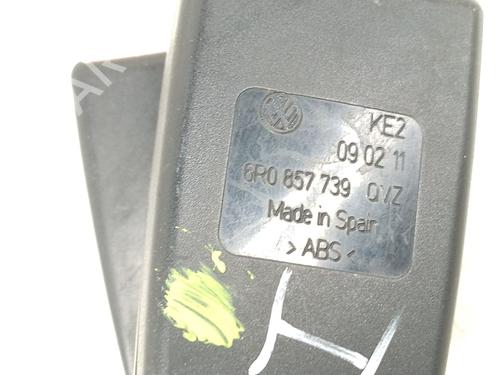 KE2
09 02 11
6R0 857 739 QVZ
Made in Spain
>ABS<
H